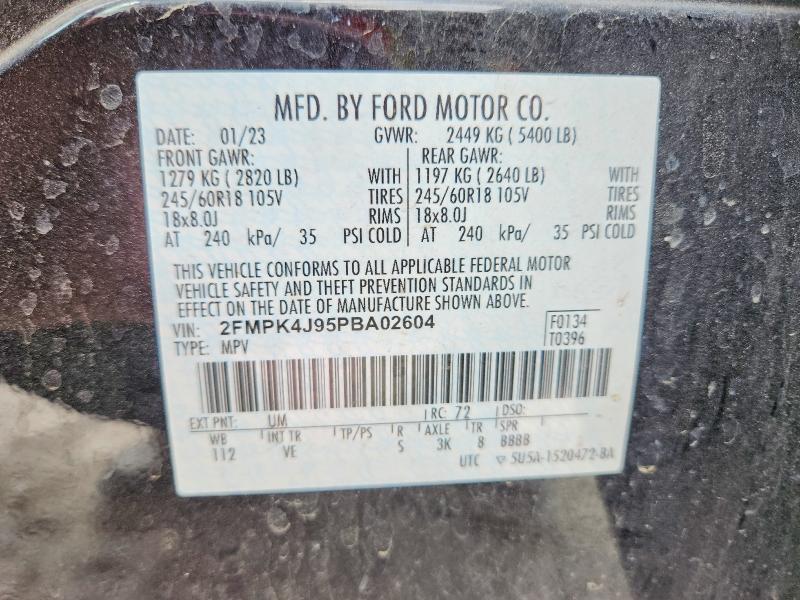 MFD. BY FORD MOTOR CO.
DATE: 01/23 GVWR: 2449 KG ( 5400 LB)
FRONT GAWR: REAR GAWR:
1279 KG ( 2820 LB) WITH 1197 KG ( 2640 LB) WITH
245/60R18 105V TIRES 245/60R18 105V TIRES
18x8.0J RIMS 18x8.0J RIMS
AT 240 kPa/ 35 PSI COLD AT 240 kPa/ 35 PSI COLD
THIS VEHICLE CONFORMS TO ALL APPLICABLE FEDERAL MOTOR
VEHICLE SAFETY AND THEFT PREVENTION STANDARDS IN
EFFECT ON THE DATE OF MANUFACTURE SHOWN ABOVE.
VIN: 2FMPK4J95PBA02604 F0134
TYPE: MPV T0396
EXT PNT: UM RC: 72 DSO:
WB INT TR TP/PS R AXLE TR SPR
112 VE S 3K 8 BBBB
UTC ▽ 5U5A-1520472-BA